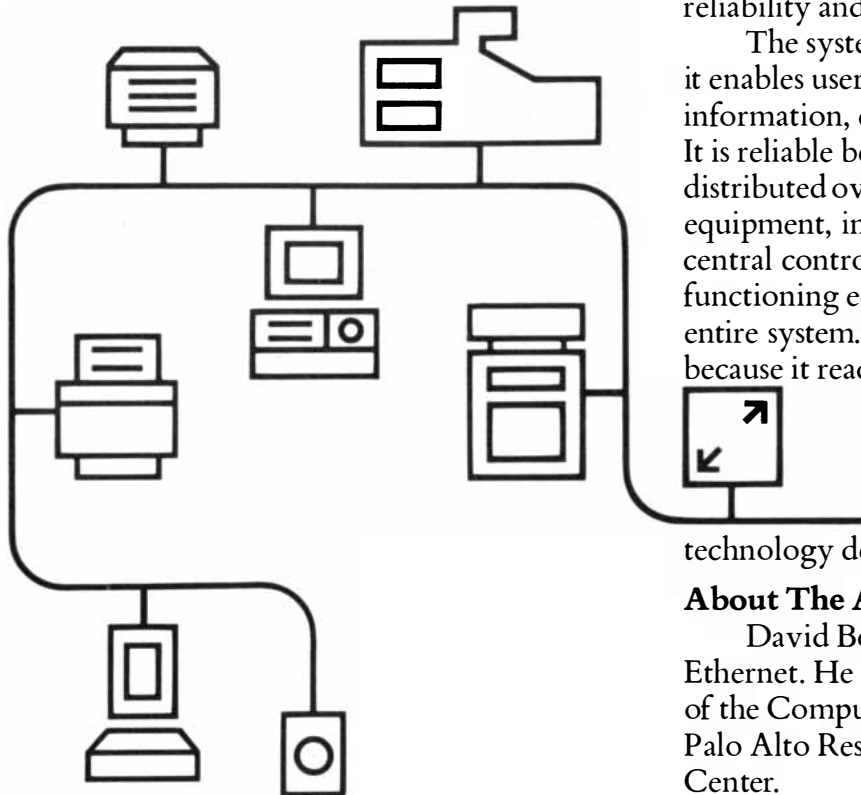 reliability and
The syste
it enables user
information,
It is reliable be
distributed ov
equipment, in
central contro
functioning e
entire system.
because it reac
technology de
About The A
David Bo
Ethernet. He
of the Compu
Palo Alto Res
Center.